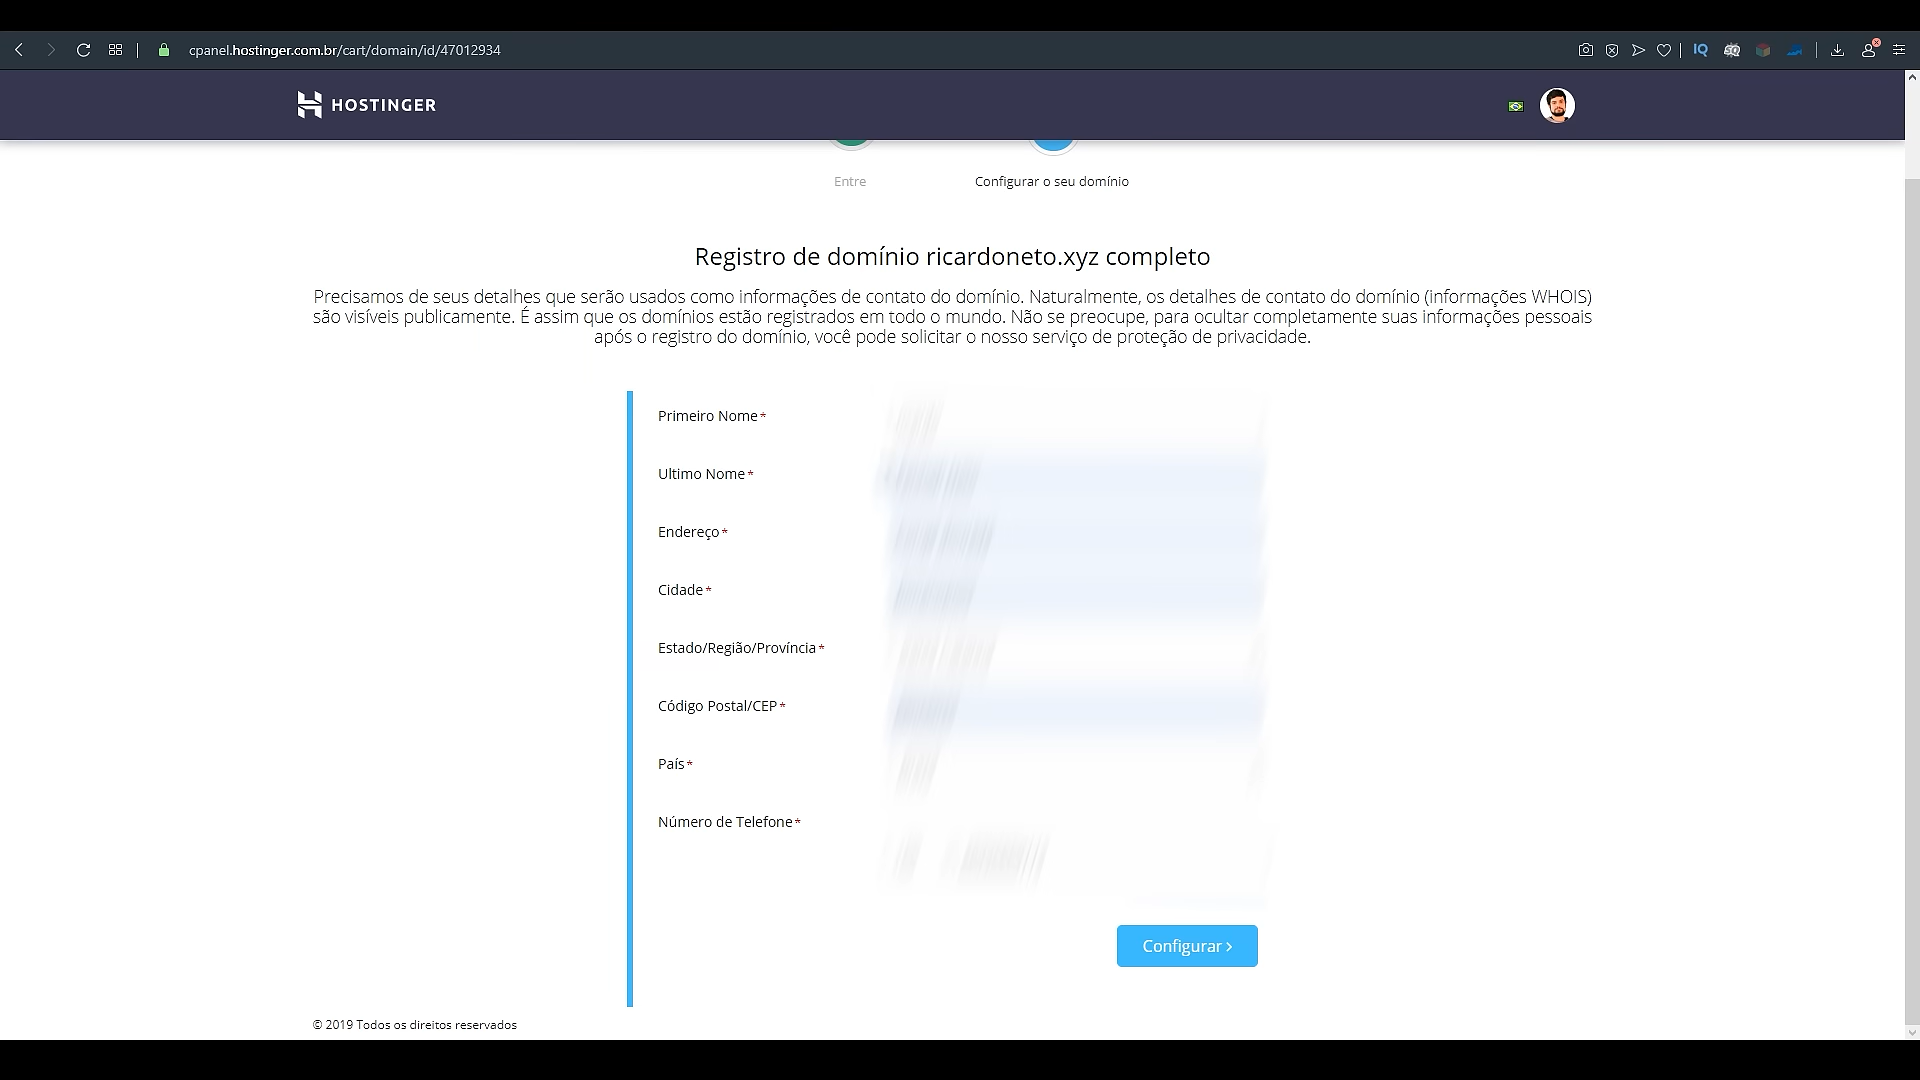 cpanel.hostinger.com.br/cart/domain/id/47012934
IQ
HOSTINGER
Entre
Configurar o seu domínio
Registro de domínio ricardoneto.xyz completo
Precisamos de seus detalhes que serão usados como informações de contato do domínio. Naturalmente, os detalhes de contato do domínio (informações WHOIS)
são visíveis publicamente. É assim que os domínios estão registrados em todo o mundo. Não se preocupe, para ocultar completamente suas informações pessoais
após o registro do domínio, você pode solicitar o nosso serviço de proteção de privacidade.
Primeiro Nome*
Ultimo Nome*
Endereço*
Cidade*
Estado/Região/Província*
Código Postal/CEP*
País*
Número de Telefone*
Configurar ›
© 2019 Todos os direitos reservados